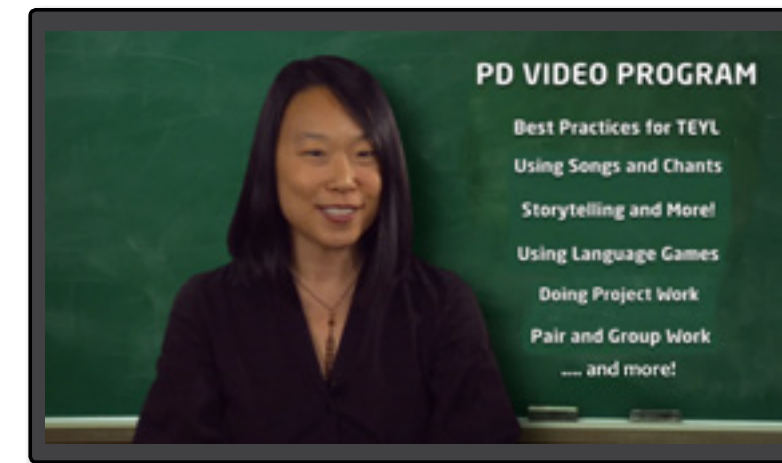 PD VIDEO PROGRAM
Best Practices for TEYL
Using Songs and Chants
Storytelling and More!
Using Language Games
Doing Project Work
Pair and Group Work
.... and more!